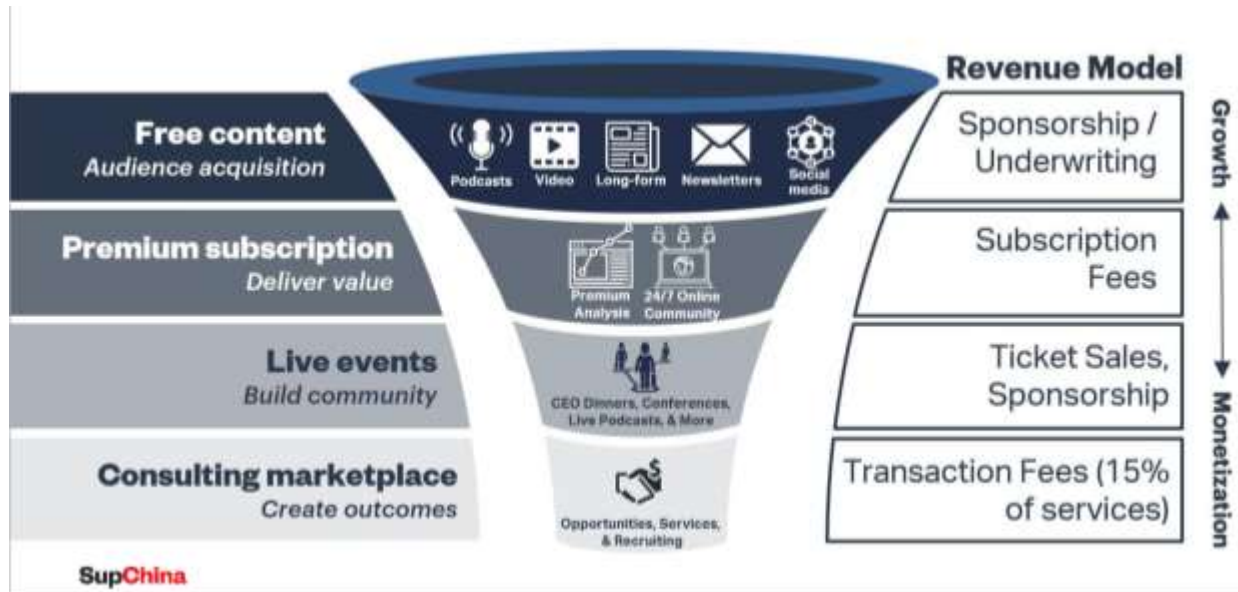 Revenue Model
Free content
Audience acquisition
Podcasts
Video
Long-form
Newsletters
Social
media
Sponsorship /
Underwriting
Growth
Premium subscription
Deliver value
Premium
Analysis
24/7 Online
Community
Subscription
Fees
Live events
Build community
CEO Dinners, Conferences,
Live Podcasts, & More
Ticket Sales,
Sponsorship
Monetization
Consulting marketplace
Create outcomes
Opportunities, Services,
& Recruiting
Transaction Fees (15%
of services)
SupChina